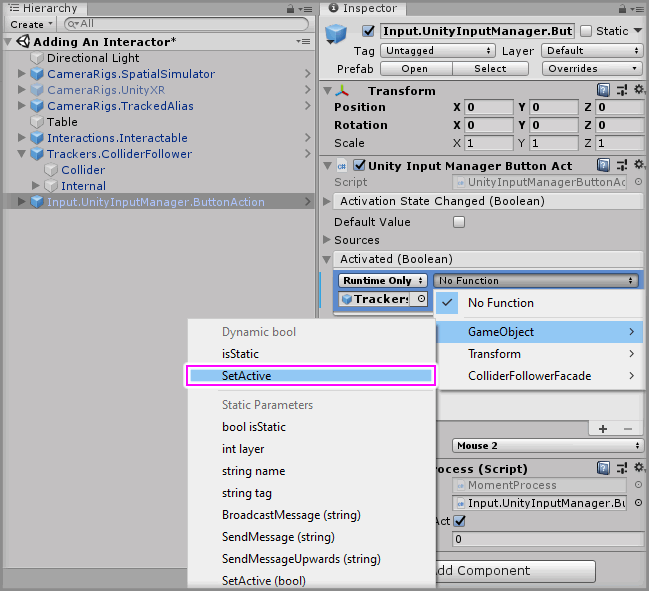 Hierarchy
Create
All
Adding An Interactor*
Directional Light
CameraRigs.SpatialSimulator
CameraRigs.UnityXR
CameraRigs.TrackedAlias
Table
Interactions.Interactable
Trackers.ColliderFollower
Collider
Internal
Input.UnityInputManager.ButtonAction
Inspector
Input.UnityInputManager.But Static
Tag Untagged Layer Default
Prefab Open Select Overrides
Transform
Position X 0 Y 0 Z 0
Rotation X 0 Y 0 Z 0
Scale X 1 Y 1 Z 1
Unity Input Manager Button Act
Script UnityInputManagerButtonAc
Activation State Changed (Boolean)
Default Value
Sources
Activated (Boolean)
Runtime Only No Function
Trackers
No Function
GameObject
Transform
ColliderFollowerFacade
Dynamic bool
isStatic
SetActive
Static Parameters
bool isStatic
int layer
string name
string tag
BroadcastMessage (string)
SendMessage (string)
SendMessageUpwards (string)
SetActive (bool)
Mouse 2
rocess (Script)
MomentProcess
Input.UnityInputManager.Bu
Act
0
dd Component